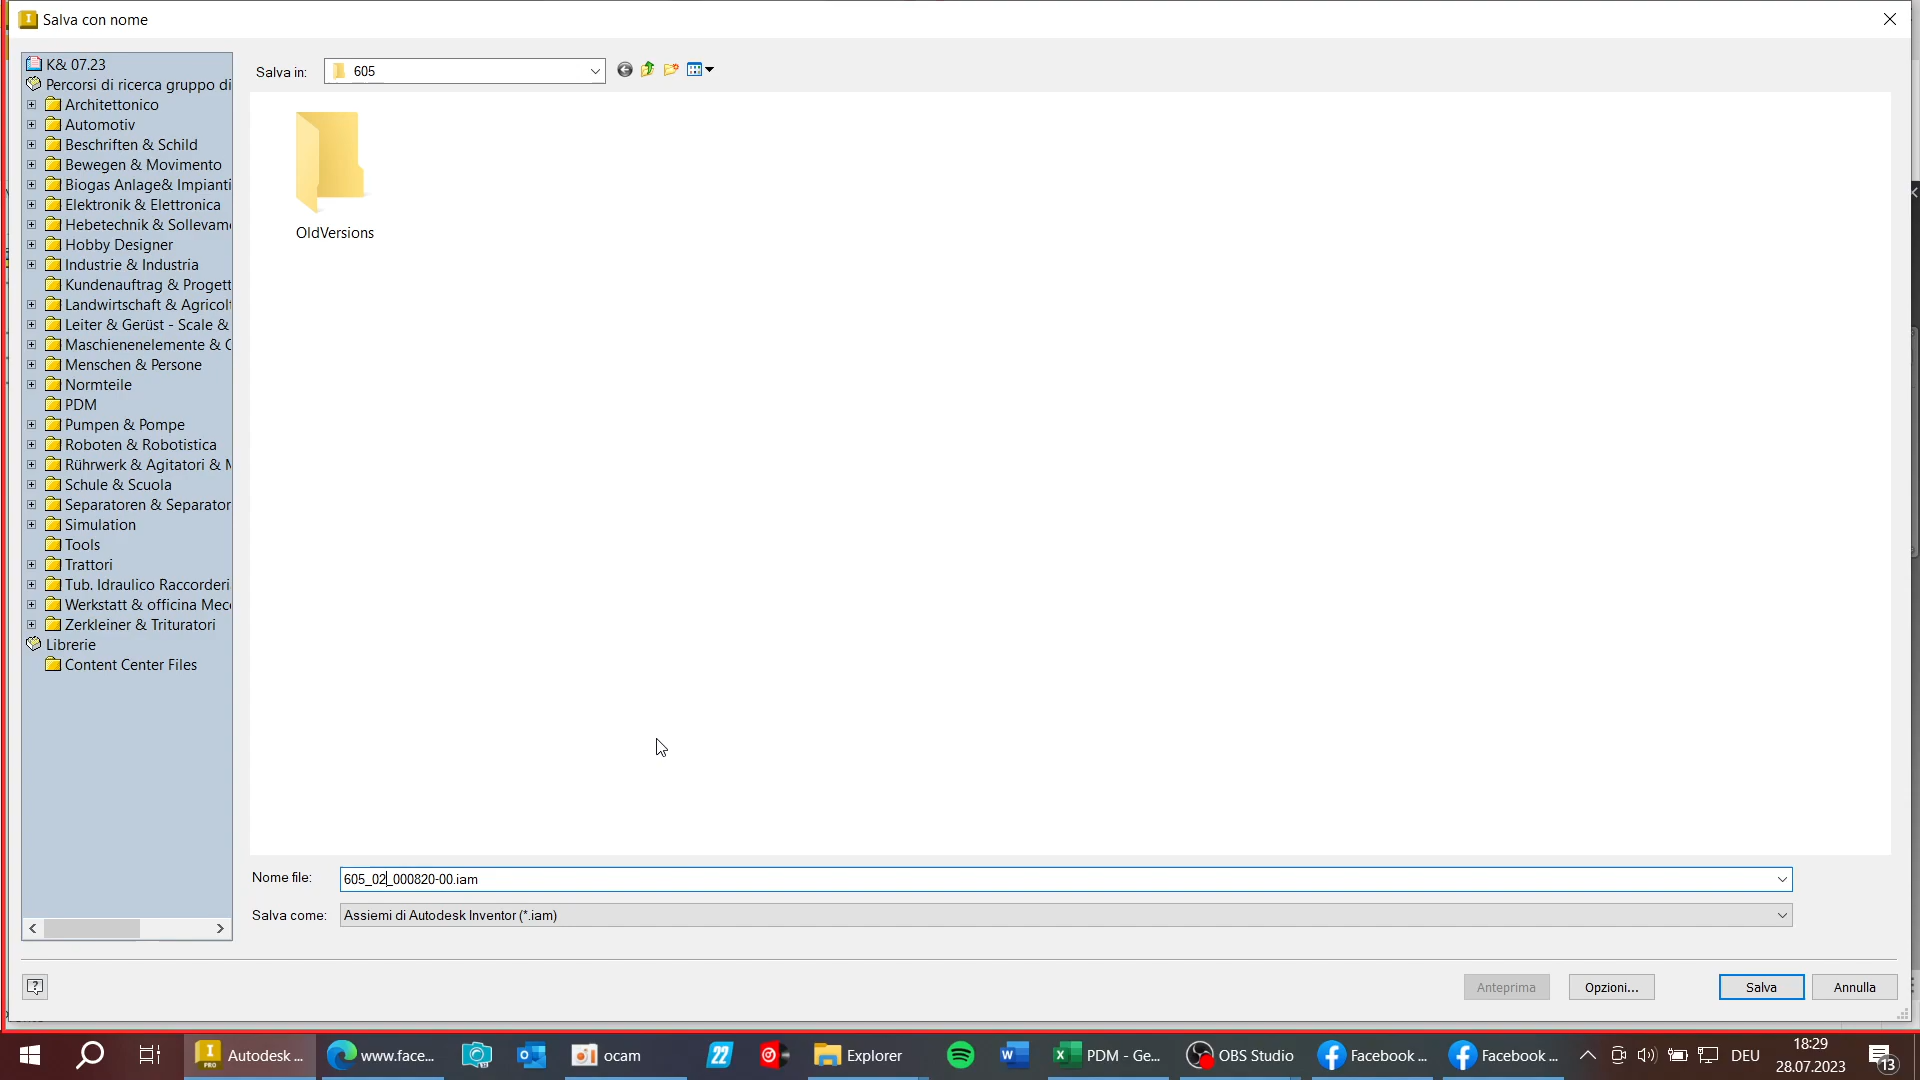 Salva con nome
K& 07.23
Percorsi di ricerca gruppo di
Architettonico
Automotiv
Beschriften & Schild
Bewegen & Movimento
Biogas Anlage& Impianti
Elektronik & Elettronica
Hebetechnik & Sollevam
Hobby Designer
Industrie & Industria
Kundenauftrag & Progett
Landwirtschaft & Agricolt
Leiter & Gerüst - Scale &
Maschienenelemente & C
Menschen & Persone
Normteile
PDM
Pumpen & Pompe
Roboten & Robotistica
Rührwerk & Agitatori & M
Schule & Scuola
Separatoren & Separator
Simulation
Tools
Trattori
Tub. Idraulico Raccorderi
Werkstatt & officina Mec
Zerkleiner & Trituratori
Librerie
Content Center Files
Salva in: 605
OldVersions
Nome file: 605_02_000820-00.iam
Salva come: Assiemi di Autodesk Inventor (*.iam)
Anteprima Opzioni... Salva Annulla
Autodesk ... www.face... ocam 22 Explorer PDM - Ge... OBS Studio Facebook ... Facebook ... DEU 18:29
28.07.2023 13